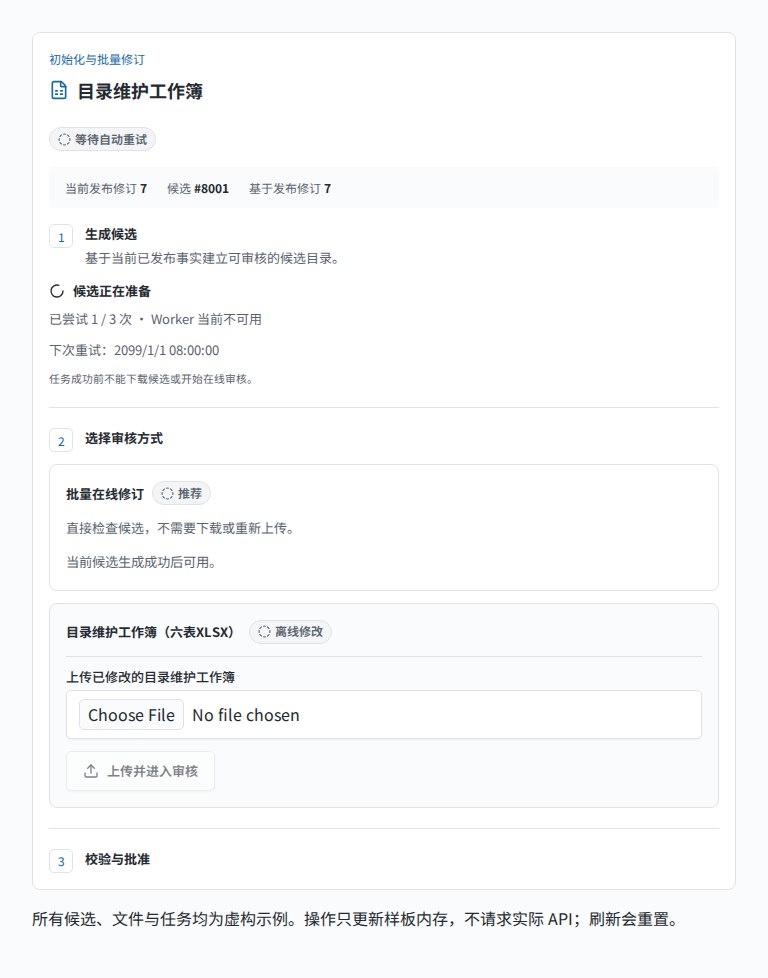 初始化与批量修订
目录维护工作簿
等待自动重试
当前发布修订 7 候选 #8001 基于发布修订 7
1 生成候选
基于当前已发布事实建立可审核的候选目录。
候选正在准备
已尝试 1 / 3 次 · Worker 当前不可用
下次重试：2099/1/1 08:00:00
任务成功前不能下载候选或开始在线审核。
2 选择审核方式
批量在线修订 推荐
直接检查候选，不需要下载或重新上传。
当前候选生成成功后可用。
目录维护工作簿（六表XLSX） 离线修改
上传已修改的目录维护工作簿
Choose File No file chosen
上传并进入审核
3 校验与批准
所有候选、文件与任务均为虚构示例。操作只更新样板内存，不请求实际 API；刷新会重置。